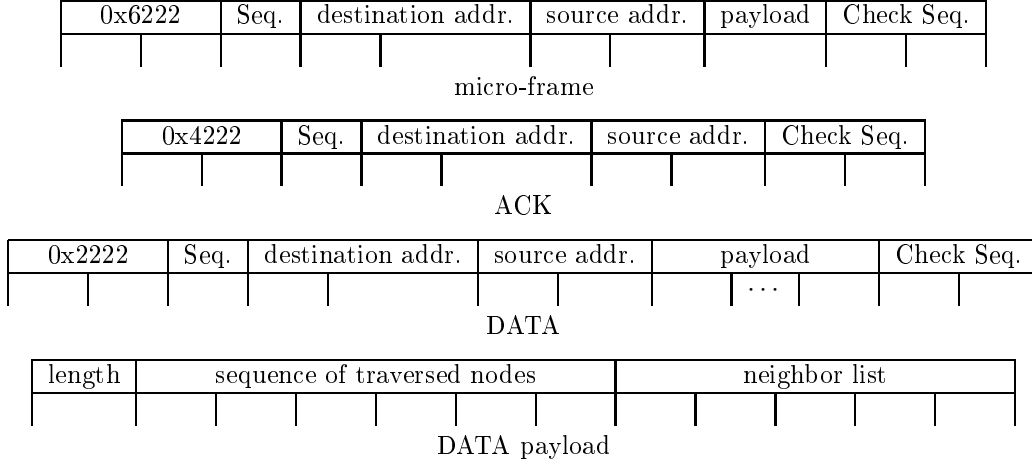 0x6222 Seq. destination addr. source addr. payload Check Seq.
micro-frame
0x4222 Seq. destination addr. source addr. Check Seq.
ACK
0x2222 Seq. destination addr. source addr. payload Check Seq.
...
DATA
length sequence of traversed nodes neighbor list
DATA payload